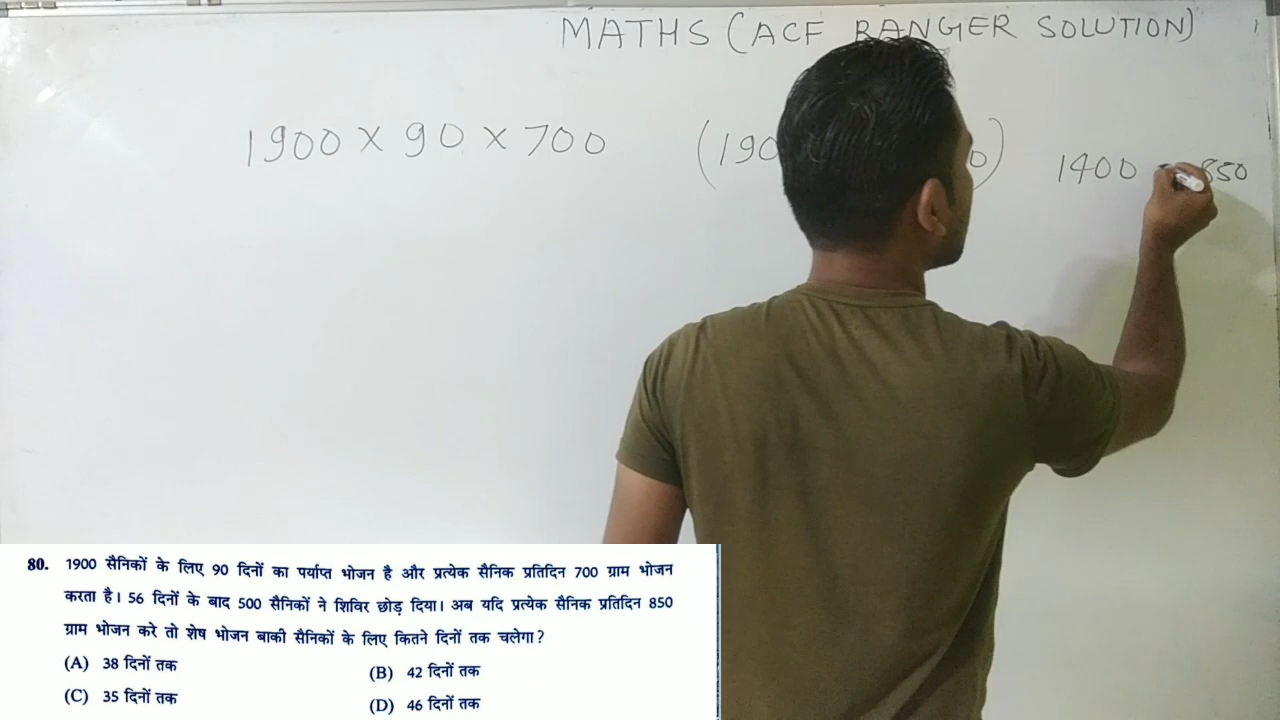 MATHS (ACF RANGER SOLUTION)
1900 × 90 × 700 (190 0) 1400 850
80. 1900 सैनिकों के लिए 90 दिनों का पर्याप्त भोजन है और प्रत्येक सैनिक प्रतिदिन 700 ग्राम भोजन
करता है। 56 दिनों के बाद 500 सैनिकों ने शिविर छोड़ दिया। अब यदि प्रत्येक सैनिक प्रतिदिन 850
ग्राम भोजन करे तो शेष भोजन बाकी सैनिकों के लिए कितने दिनों तक चलेगा?
(A) 38 दिनों तक (B) 42 दिनों तक
(C) 35 दिनों तक (D) 46 दिनों तक